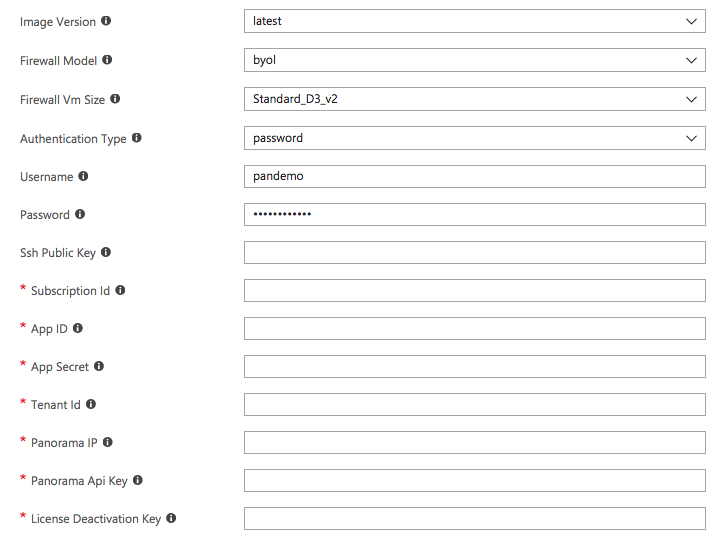 Image Version latest
Firewall Model byol
Firewall Vm Size Standard_D3_v2
Authentication Type password
Username pandemo
Password ••••••••••••
Ssh Public Key
* Subscription Id
* App ID
* App Secret
* Tenant Id
* Panorama IP
* Panorama Api Key
* License Deactivation Key